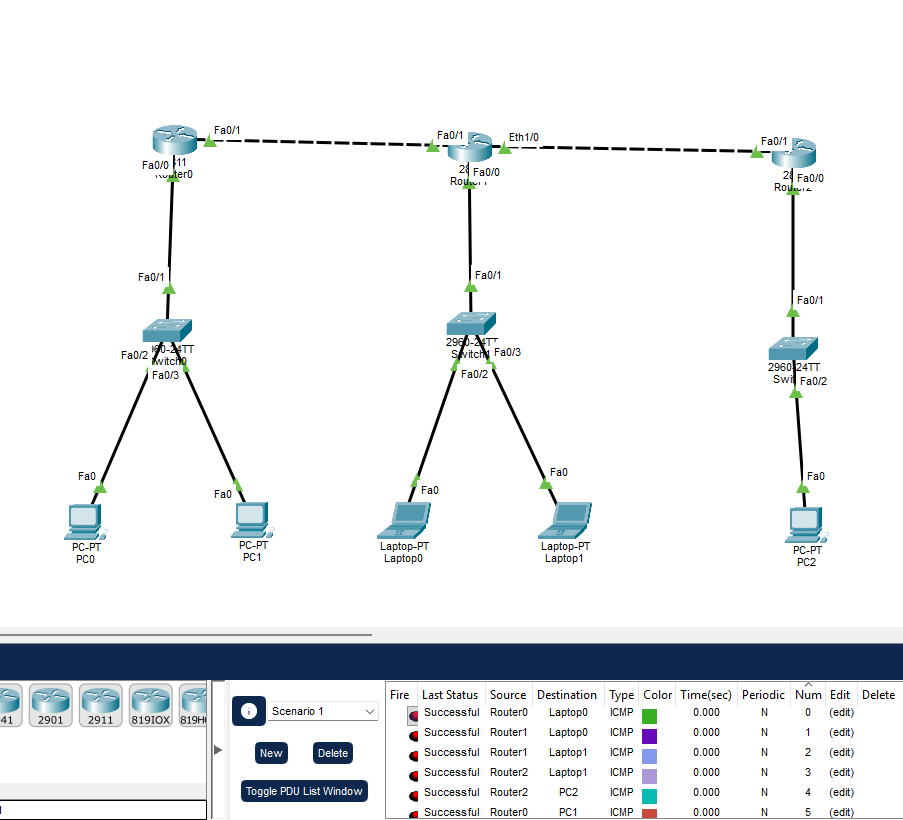 Fa0/1
Fa0/1
Eth1/0
Fa0/1
Fa0/0
Router0
Fa0/0
Fa0/0
Fa0/1
Fa0/1
Fa0/1
Fa0/2
Fa0/3
2960-24TT
Switch1
Fa0/3
Fa0/2
2960-24TT
Fa0/2
Fa0
Fa0
Fa0
Fa0
Fa0
PC-PT
PC0
PC-PT
PC1
Laptop-PT
Laptop0
Laptop-PT
Laptop1
PC-PT
PC2
41 2901 2911 819IOX
Scenario 1
New Delete
Toggle PDU List Window
Fire Last Status Source Destination Type Color Time(sec) Periodic Num Edit Delete
Successful Router0 Laptop0 ICMP 0.000 N 0 (edit)
Successful Router1 Laptop0 ICMP 0.000 N 1 (edit)
Successful Router1 Laptop1 ICMP 0.000 N 2 (edit)
Successful Router2 Laptop1 ICMP 0.000 N 3 (edit)
Successful Router2 PC2 ICMP 0.000 N 4 (edit)
Successful Router0 PC1 ICMP 0.000 N 5 (edit)